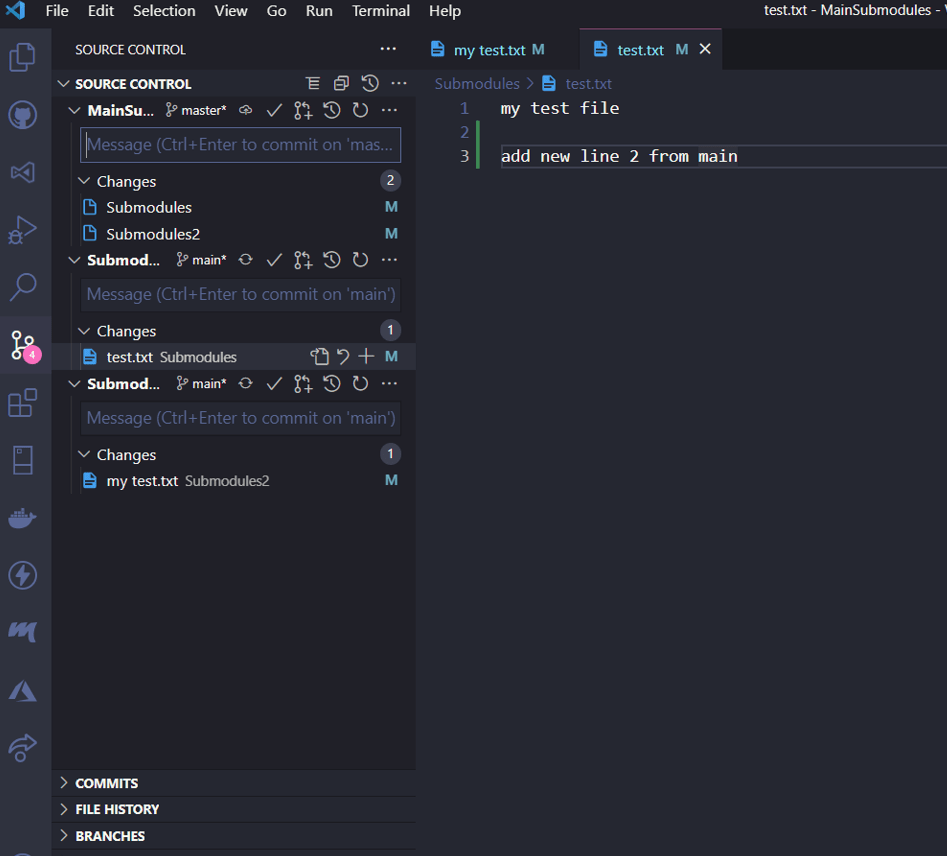 File Edit Selection View Go Run Terminal Help
test.txt - MainSubmodules -
SOURCE CONTROL ...
SOURCE CONTROL
MainSu... master*
Message (Ctrl+Enter to commit on 'mas...
Changes 2
Submodules M
Submodules2 M
Submod... main*
Message (Ctrl+Enter to commit on 'main')
Changes 1
test.txt Submodules M
Submod... main*
Message (Ctrl+Enter to commit on 'main')
Changes 1
my test.txt Submodules2 M
4
COMMITS
FILE HISTORY
BRANCHES
my test.txt M
test.txt M
Submodules > test.txt
1 my test file
2
3 add new line 2 from main